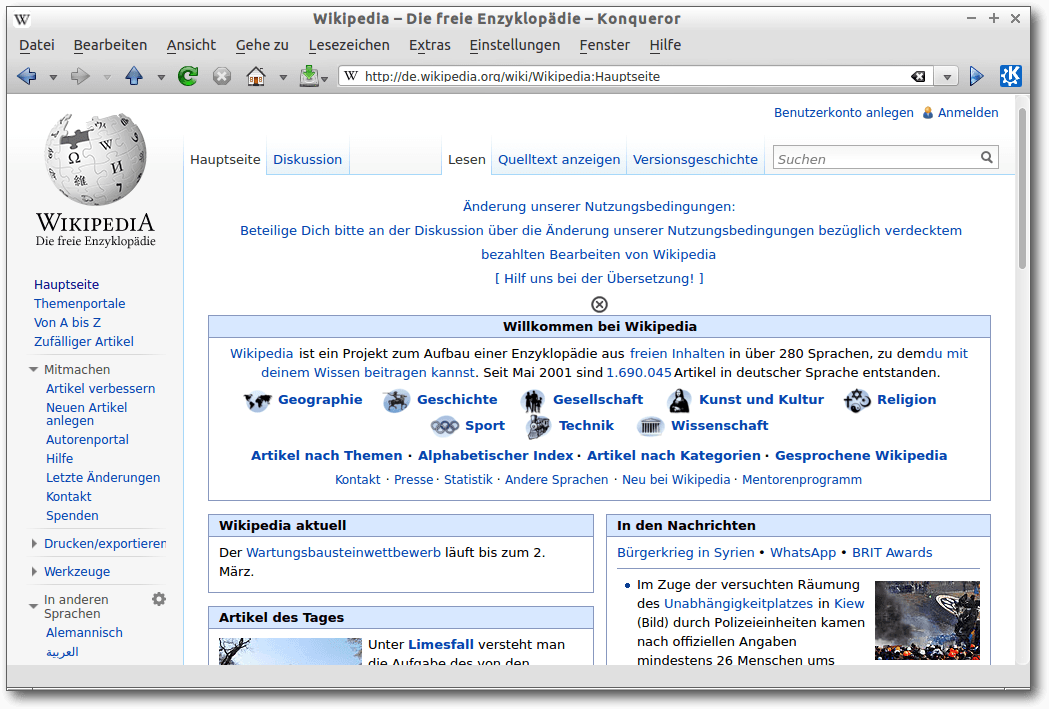 Wikipedia – Die freie Enzyklopädie – Konqueror
Datei Bearbeiten Ansicht Gehe zu Lesezeichen Extras Einstellungen Fenster Hilfe
W http://de.wikipedia.org/wiki/Wikipedia:Hauptseite
Benutzerkonto anlegen Anmelden
Hauptseite Diskussion Lesen Quelltext anzeigen Versionsgeschichte Suchen
WIKIPEDIA
Die freie Enzyklopädie
Hauptseite
Themenportale
Von A bis Z
Zufälliger Artikel
Mitmachen
Artikel verbessern
Neuen Artikel
anlegen
Autorenportal
Hilfe
Letzte Änderungen
Kontakt
Spenden
Drucken/exportieren
Werkzeuge
In anderen
Sprachen
Alemannisch
العربية
Änderung unserer Nutzungsbedingungen:
Beteilige Dich bitte an der Diskussion über die Änderung unserer Nutzungsbedingungen bezüglich verdecktem
bezahlten Bearbeiten von Wikipedia
[ Hilf uns bei der Übersetzung! ]
Willkommen bei Wikipedia
Wikipedia ist ein Projekt zum Aufbau einer Enzyklopädie aus freien Inhalten in über 280 Sprachen, zu dem du mit
deinem Wissen beitragen kannst. Seit Mai 2001 sind 1.690.045 Artikel in deutscher Sprache entstanden.
Geographie Geschichte Gesellschaft Kunst und Kultur Religion
Sport Technik Wissenschaft
Artikel nach Themen · Alphabetischer Index · Artikel nach Kategorien · Gesprochene Wikipedia
Kontakt · Presse · Statistik · Andere Sprachen · Neu bei Wikipedia · Mentorenprogramm
Wikipedia aktuell
Der Wartungsbausteinwettbewerb läuft bis zum 2.
März.
Artikel des Tages
Unter Limesfall versteht man
die Aufgabe des von den
In den Nachrichten
Bürgerkrieg in Syrien • WhatsApp • BRIT Awards
• Im Zuge der versuchten Räumung
des Unabhängigkeitplatzes in Kiew
(Bild) durch Polizeieinheiten kamen
nach offiziellen Angaben
mindestens 26 Menschen ums